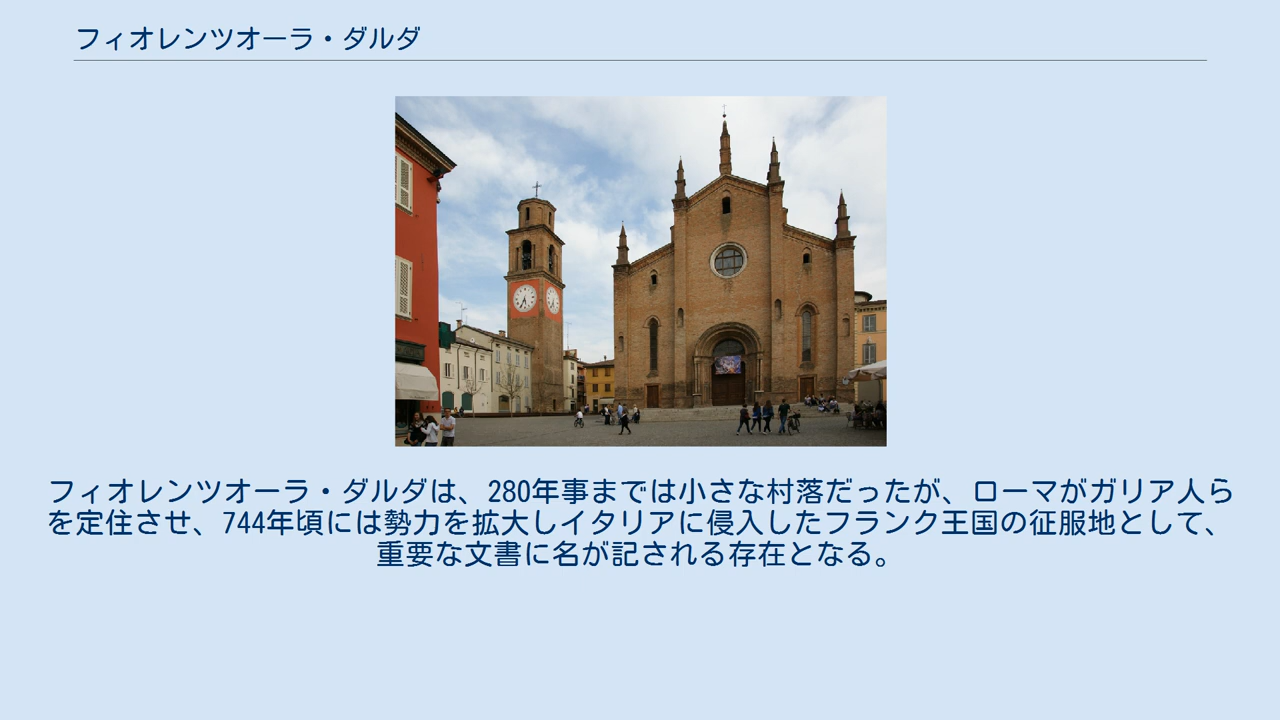 フィオレンツオーラ・ダルダ
フィオレンツオーラ・ダルダは、280年事までは小さな村落だったが、ローマがガリア人ら
を定住させ、744年頃には勢力を拡大しイタリアに侵入したフランク王国の征服地として、
重要な文書に名が記される存在となる。